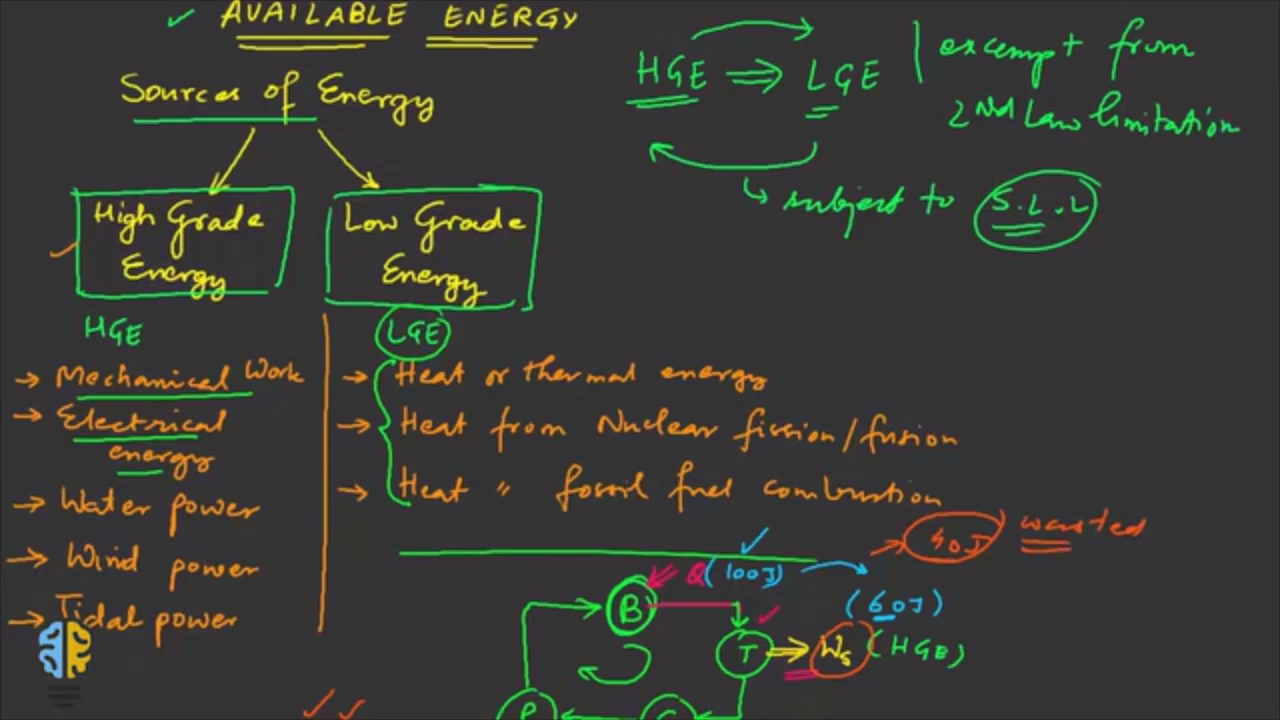 AVAILABLE ENERGY
Sources of Energy
High Grade
Energy
HGE
→ Mechanical Work
→ Electrical
energy
→ Water power
→ Wind power
→ Tidal power
Low Grade
Energy
LGE
→ Heat or thermal energy
→ Heat from Nuclear fission/fusion
→ Heat " fossil fuel combustion
HGE ⇒ LGE
exempt from
2nd Law limitation
subject to S.L.L
40J wasted
Q(100J)
(60J)
B
T ⇒ Ws (HGE)
P
C